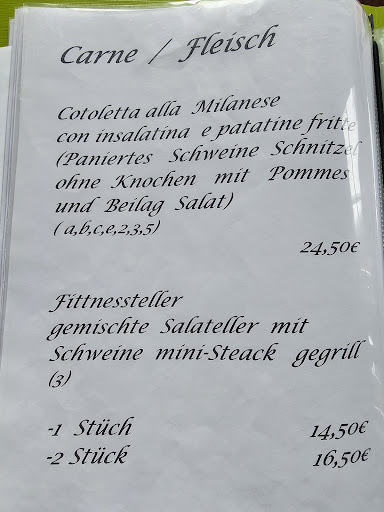 Carne / Fleisch
Cotoletta alla Milanese
con insalatina e patatine fritte
(Paniertes Schweine Schnitzel
ohne Knochen mit Pommes
und Beilag Salat)
( a,b,c,e,2,3,5)
24,50€
Fittnessteller
gemischte Salateller mit
Schweine mini-Steack gegrill
(3)
-1 Stüch 14,50€
-2 Stück 16,50€